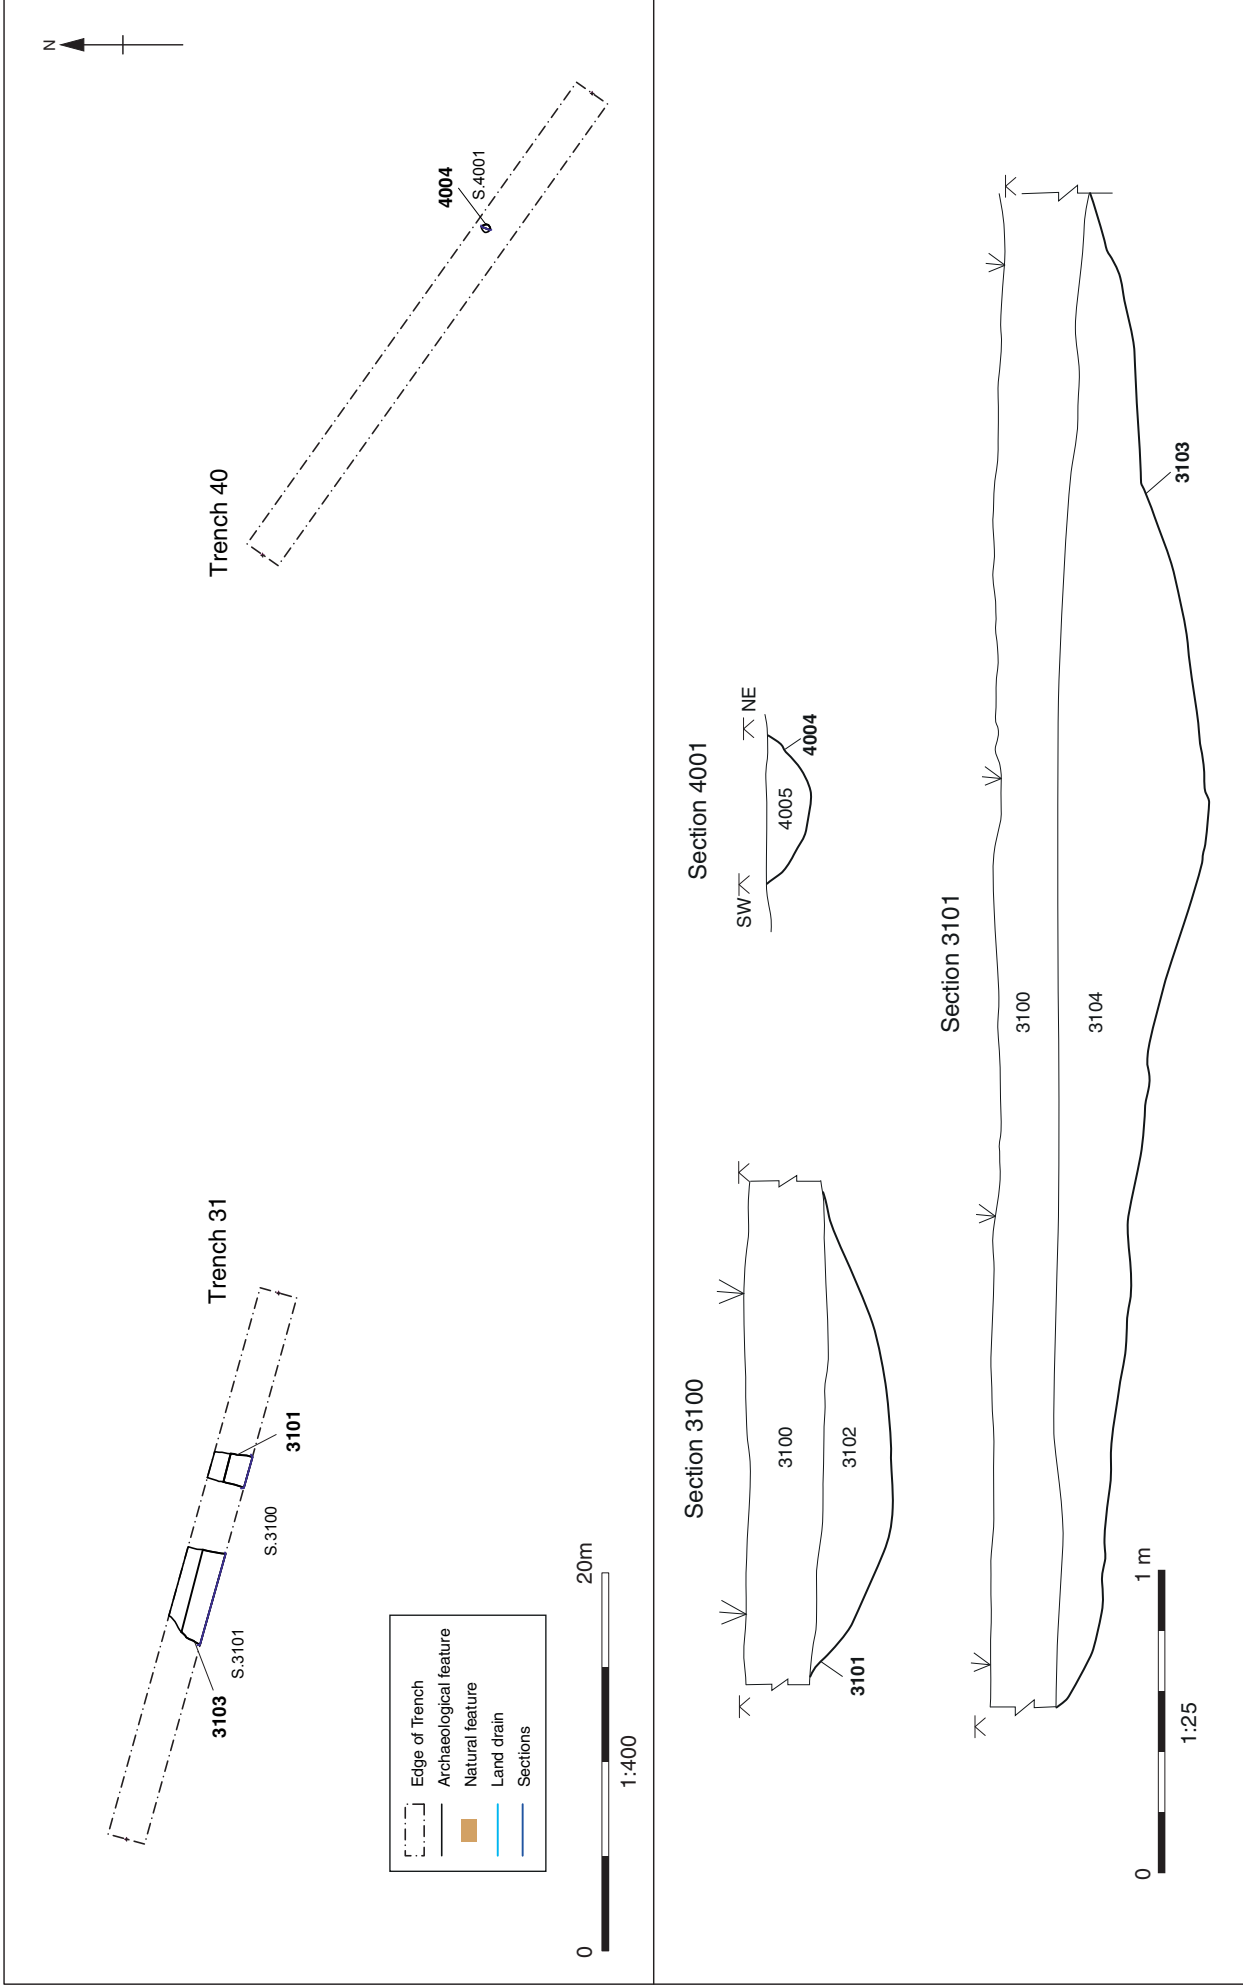 N
Trench 31
3103
S.3101
3101
S.3100
Trench 40
4004
S.4001
Edge of Trench
Archaeological feature
Natural feature
Land drain
Sections
0
20m
1:400
Section 3100
3100
3102
3101
Section 4001
SW
NE
4005
4004
Section 3101
3100
3104
3103
0
1 m
1:25